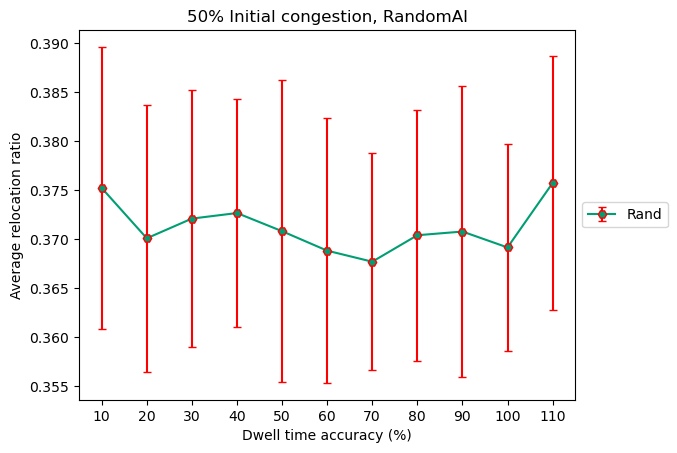 50% Initial congestion, RandomAI
Average relocation ratio
0.390
0.385
0.380
0.375
0.370
0.365
0.360
0.355
10 20 30 40 50 60 70 80 90 100 110
Dwell time accuracy (%)
Rand